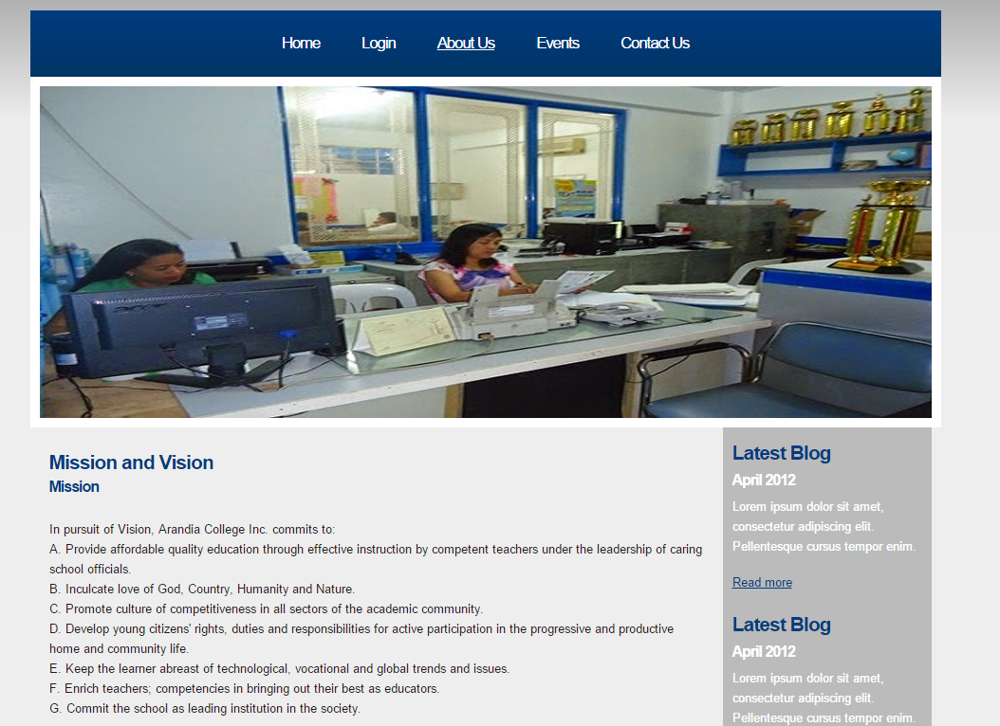 Home Login About Us Events Contact Us
acer
Mission and Vision
Mission
In pursuit of Vision, Arandia College Inc. commits to:
A. Provide affordable quality education through effective instruction by competent teachers under the leadership of caring
school officials.
B. Inculcate love of God, Country, Humanity and Nature.
C. Promote culture of competitiveness in all sectors of the academic community.
D. Develop young citizens' rights, duties and responsibilities for active participation in the progressive and productive
home and community life.
E. Keep the learner abreast of technological, vocational and global trends and issues.
F. Enrich teachers; competencies in bringing out their best as educators.
G. Commit the school as leading institution in the society.
Latest Blog
April 2012
Lorem ipsum dolor sit amet,
consectetur adipiscing elit.
Pellentesque cursus tempor enim.
Read more
Latest Blog
April 2012
Lorem ipsum dolor sit amet,
consectetur adipiscing elit.
Pellentesque cursus tempor enim.